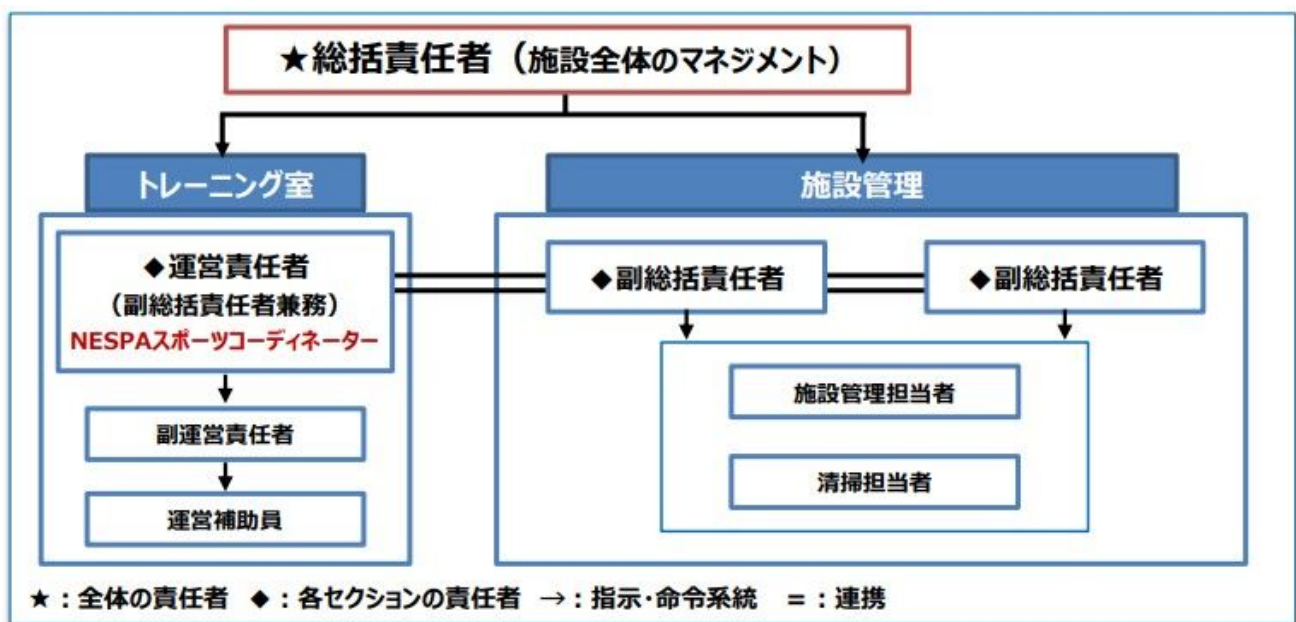 ★総括責任者（施設全体のマネジメント）
トレーニング室
施設管理
◆運営責任者
（副総括責任者兼務）
NESPAスポーツコーディネーター
◆副総括責任者
◆副総括責任者
副運営責任者
運営補助員
施設管理担当者
清掃担当者
★：全体の責任者 ◆：各セクションの責任者 →：指示・命令系統 =：連携